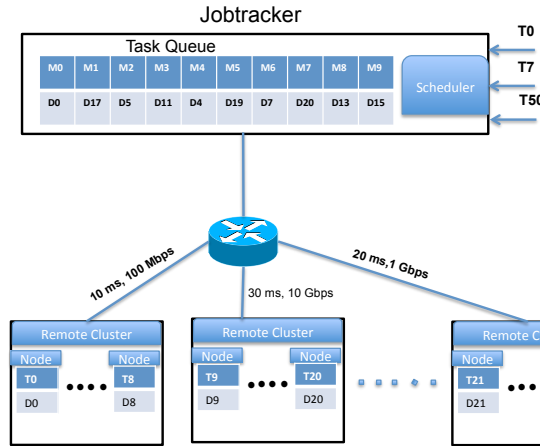 Jobtracker
Task Queue
M0 M1 M2 M3 M4 M5 M6 M7 M8 M9
D0 D17 D5 D11 D4 D19 D7 D20 D13 D15
Scheduler
T0
T7
T50
10 ms, 100 Mbps
30 ms, 10 Gbps
20 ms,1 Gbps
Remote Cluster
Node Node
T0 T8
D0 D8
Remote Cluster
Node Node
T9 T20
D9 D20
Remote C
Node
T21
D21